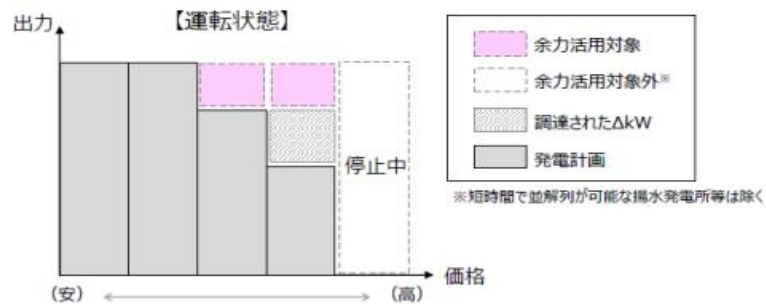 【運転状態】
出力
余力活用対象
余力活用対象外※
調達されたΔkW
発電計画
停止中
※短時間で並解列が可能な揚水発電所等は除く
価格
（安）
（高）